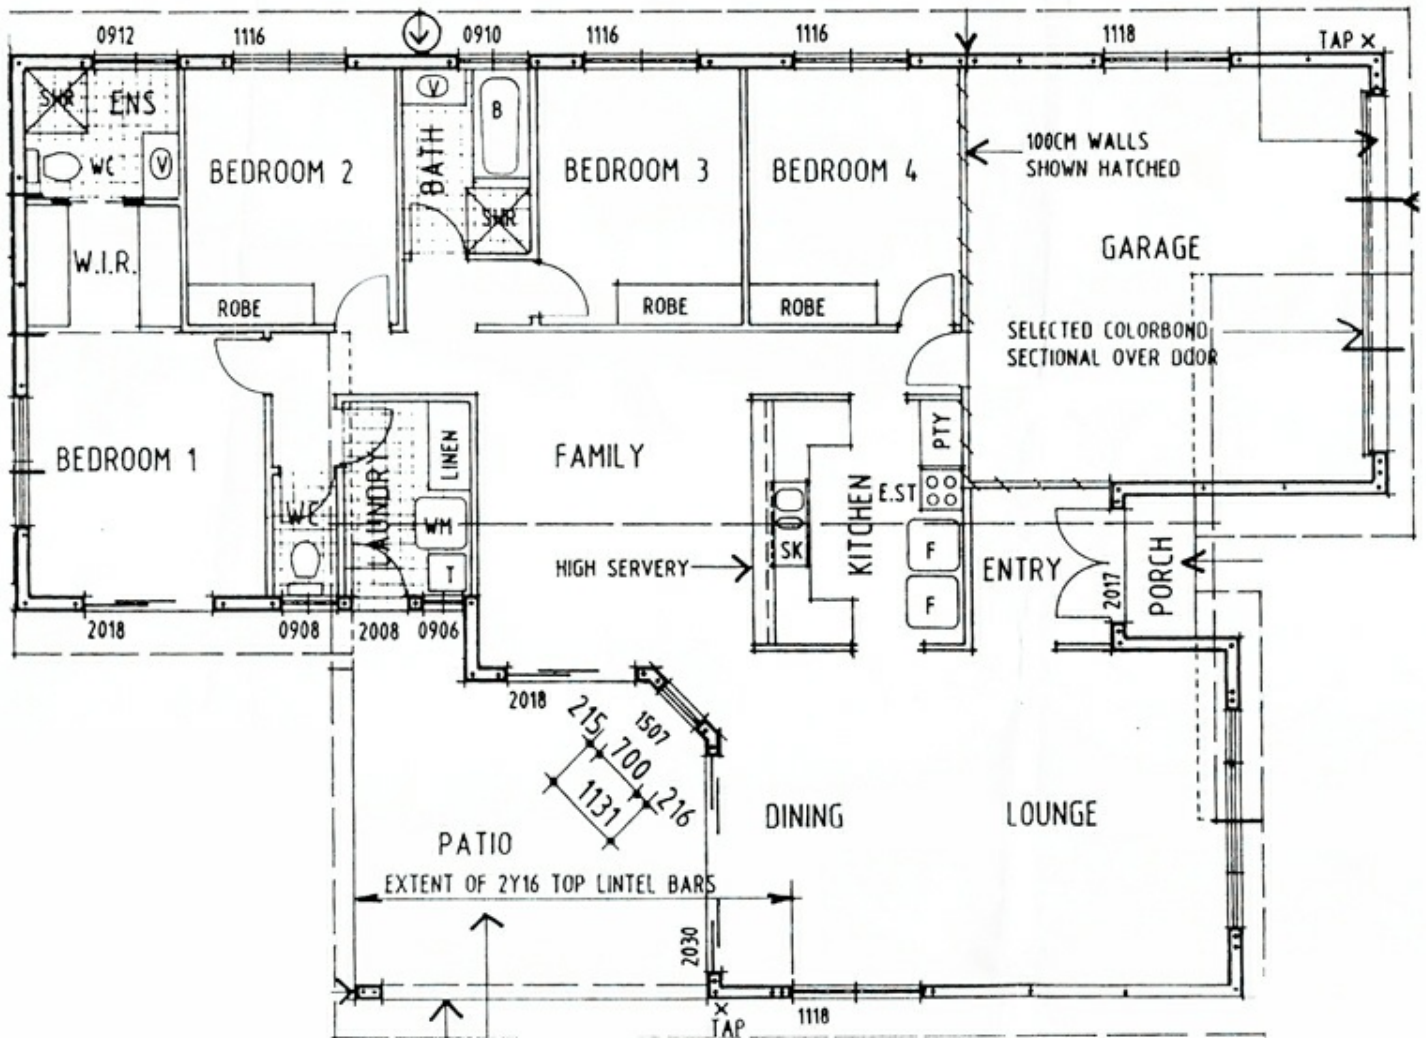 0912
1116
0910
1116
1116
1118
TAP X
SHR
ENS
V
B
WC
V
BEDROOM 2
BATH
BEDROOM 3
BEDROOM 4
100CM WALLS
SHOWN HATCHED
SHR
W.I.R.
GARAGE
ROBE
ROBE
ROBE
SELECTED COLORBOND
SECTIONAL OVER DOOR
BEDROOM 1
LINEN
FAMILY
PTY
E.ST
WC
LAUNDRY
WM
KITCHEN
SK
F
T
HIGH SERVERY
ENTRY
PORCH
F
2017
2018
0908
2008
0906
2018
1507
215
700
1131
216
DINING
LOUNGE
PATIO
EXTENT OF 2Y16 TOP LINTEL BARS
2030
X
TAP
1118